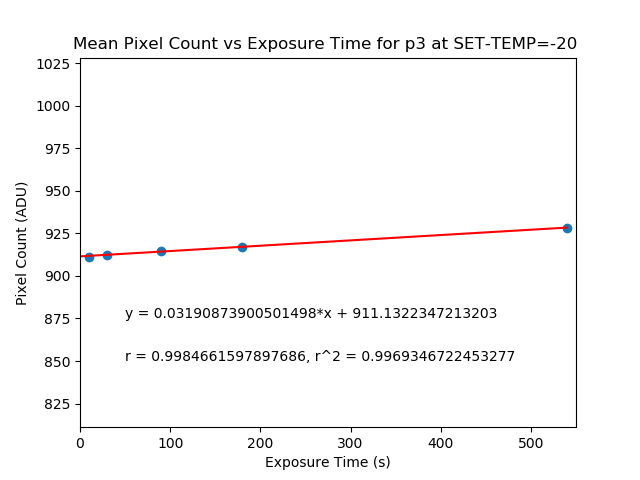 Mean Pixel Count vs Exposure Time for p3 at SET-TEMP=-20
1025
1000
975
950
925
900
875
850
825
Pixel Count (ADU)
y = 0.03190873900501498*x + 911.1322347213203
r = 0.9984661597897686, r^2 = 0.9969346722453277
0 100 200 300 400 500
Exposure Time (s)